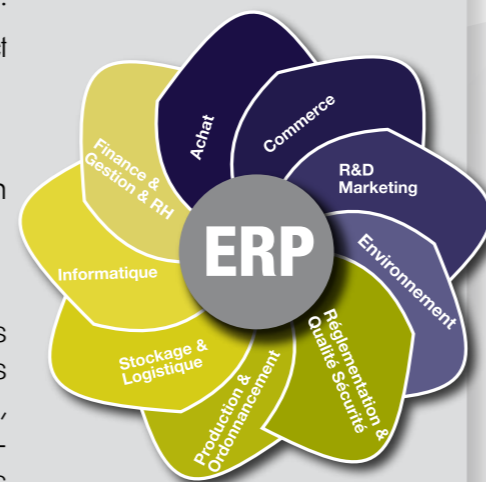 ERP
Achat
Commerce
R&D
Marketing
Environnement
Réglementation &
Qualité Sécurité
Production &
Ordonnancement
Stockage &
Logistique
Informatique
Finance &
Gestion & RH